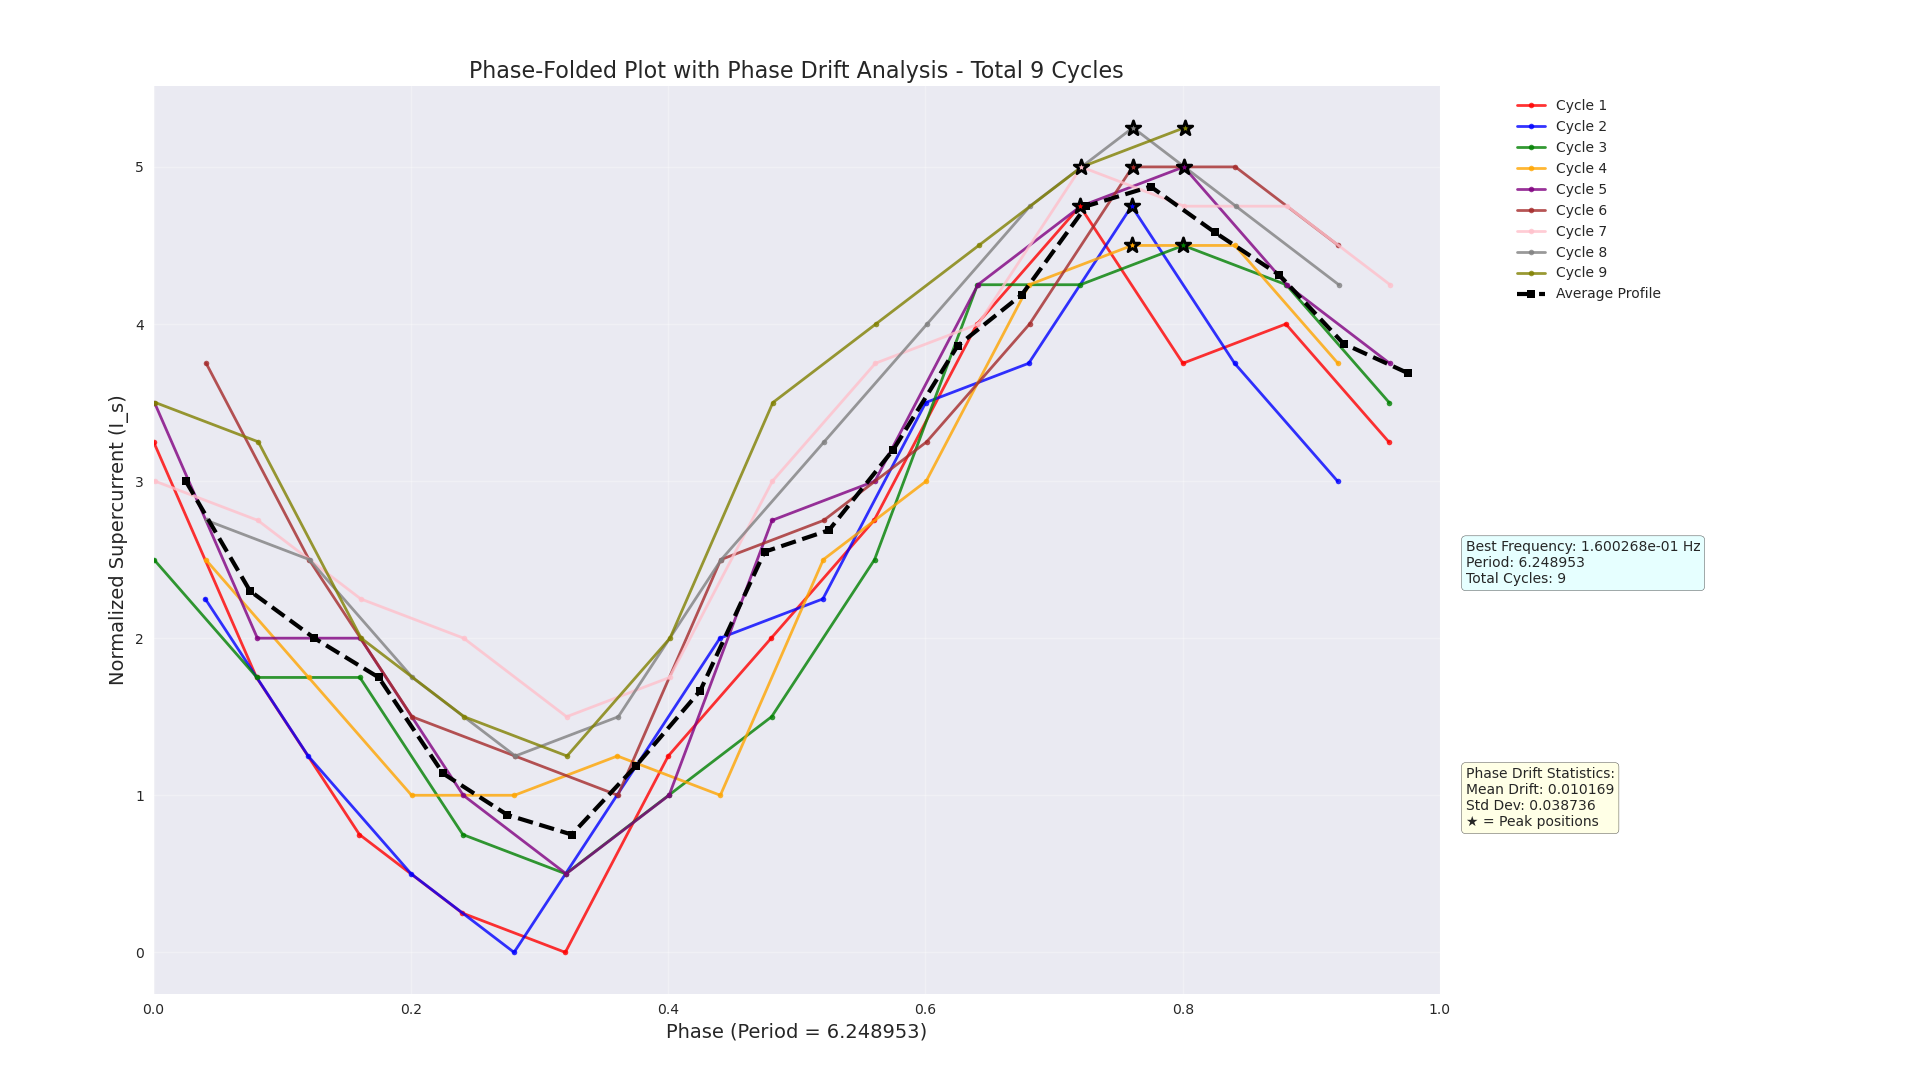 Phase-Folded Plot with Phase Drift Analysis - Total 9 Cycles
Normalized Supercurrent (I_s)
5
4
3
2
1
0
0.0
0.2
0.4
0.6
0.8
1.0
Phase (Period = 6.248953)
Cycle 1
Cycle 2
Cycle 3
Cycle 4
Cycle 5
Cycle 6
Cycle 7
Cycle 8
Cycle 9
Average Profile
Best Frequency: 1.600268e-01 Hz
Period: 6.248953
Total Cycles: 9
Phase Drift Statistics:
Mean Drift: 0.010169
Std Dev: 0.038736
★ = Peak positions